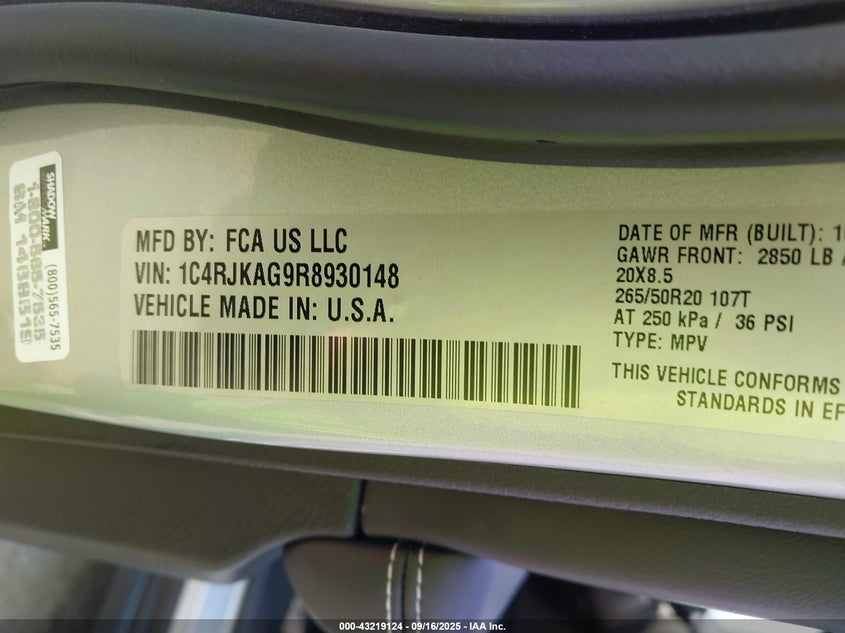 SHADOW
MARK.
(800)565-7535
MFD BY: FCA US LLC
VIN: 1C4RJKAG9R8930148
VEHICLE MADE IN: U.S.A.
DATE OF MFR (BUILT):
GAWR FRONT: 2850 LB
20X8.5
265/50R20 107T
AT 250 kPa / 36 PSI
TYPE: MPV
THIS VEHICLE CONFORMS
STANDARDS IN
000-43219124 - 09/16/2025 - IAA Inc.